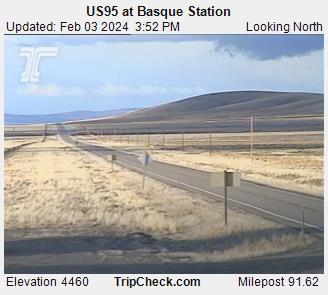 US95 at Basque Station
Updated: Feb 03 2024 3:52 PM Looking North
Elevation 4460 TripCheck.com Milepost 91.62